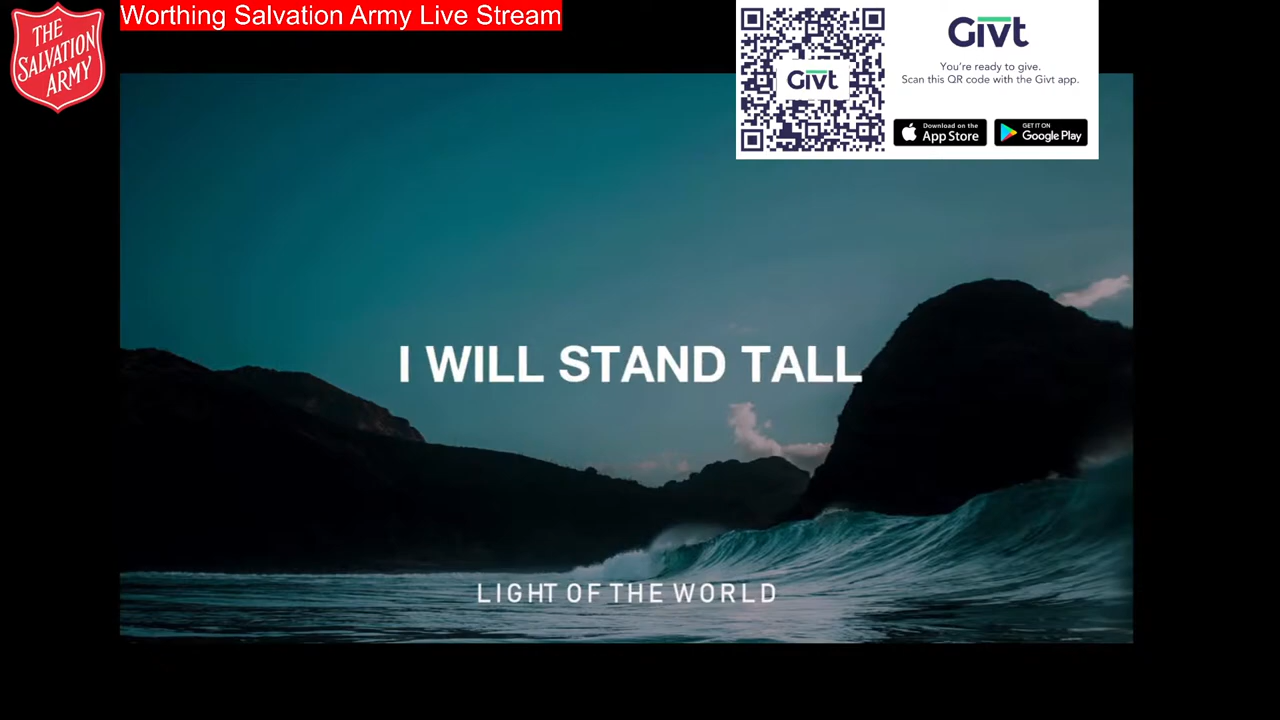 THE
SALVATION
ARMY
Worthing Salvation Army Live Stream
Givt
Givt
You're ready to give.
Scan this QR code with the Givt app.
Download on the
App Store
GET IT ON
Google Play
I WILL STAND TALL
LIGHT OF THE WORLD